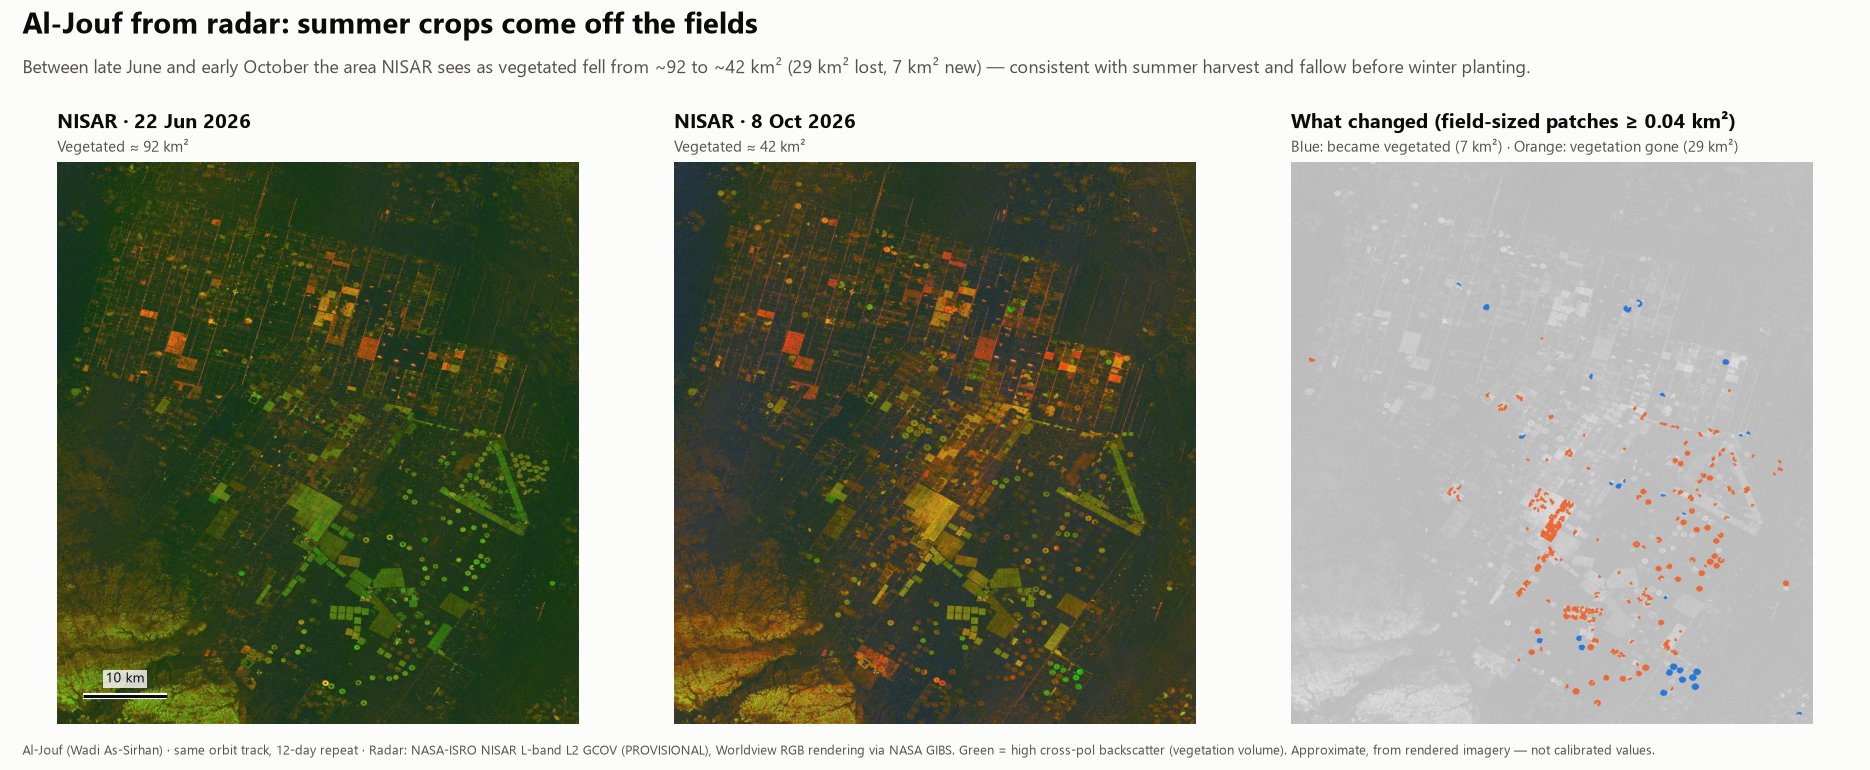 Al-Jouf from radar: summer crops come off the fields
Between late June and early October the area NISAR sees as vegetated fell from ~92 to ~42 km² (29 km² lost, 7 km² new) — consistent with summer harvest and fallow before winter planting.
NISAR · 22 Jun 2026
Vegetated ≈ 92 km²
NISAR · 8 Oct 2026
Vegetated ≈ 42 km²
What changed (field-sized patches ≥ 0.04 km²)
Blue: became vegetated (7 km²) · Orange: vegetation gone (29 km²)
10 km
Al-Jouf (Wadi As-Sirhan) · same orbit track, 12-day repeat · Radar: NASA-ISRO NISAR L-band L2 GCOV (PROVISIONAL), Worldview RGB rendering via NASA GIBS. Green = high cross-pol backscatter (vegetation volume). Approximate, from rendered imagery — not calibrated values.